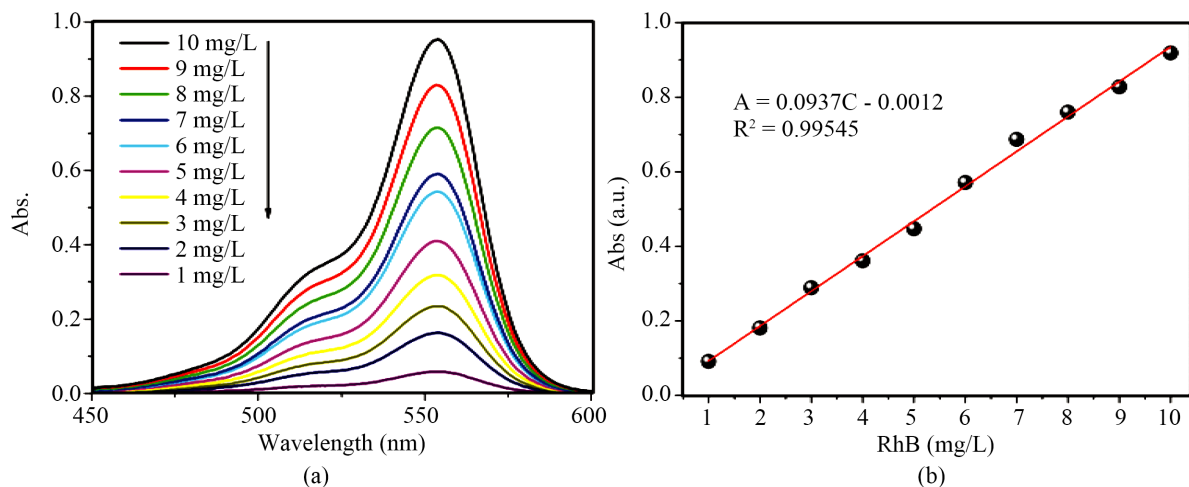 1.0
0.8
0.6
0.4
0.2
0.0
Abs.
10 mg/L
9 mg/L
8 mg/L
7 mg/L
6 mg/L
5 mg/L
4 mg/L
3 mg/L
2 mg/L
1 mg/L
450 500 550 600
Wavelength (nm)
(a)
1.0
0.8
0.6
0.4
0.2
0.0
Abs (a.u.)
A = 0.0937C - 0.0012
R² = 0.99545
1 2 3 4 5 6 7 8 9 10
RhB (mg/L)
(b)